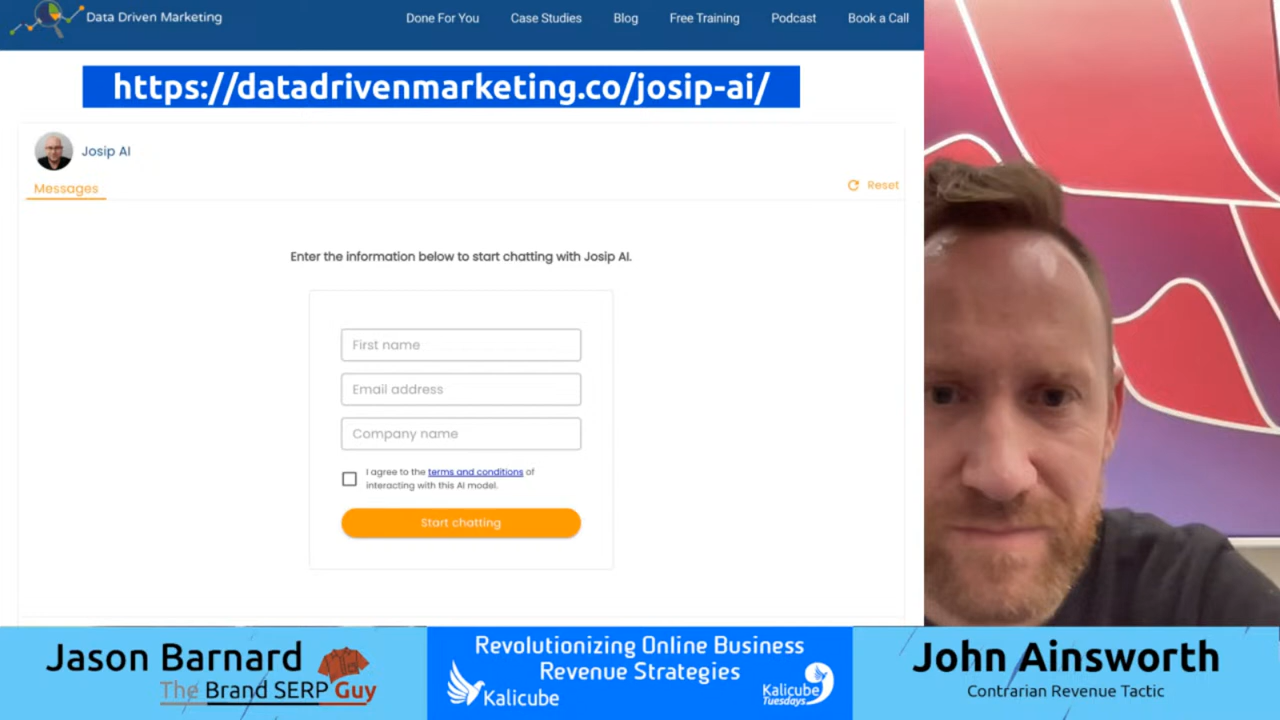 Data Driven Marketing
Done For You
Case Studies
Blog
Free Training
Podcast
Book a Call
https://datadrivenmarketing.co/josip-ai/
Josip AI
Messages
Reset
Enter the information below to start chatting with Josip AI.
First name
Email address
Company name
I agree to the terms and conditions of
interacting with this AI model.
Start chatting
Jason Barnard
The Brand SERP Guy
Revolutionizing Online Business
Revenue Strategies
Kalicube
Kalicube
Tuesdays
John Ainsworth
Contrarian Revenue Tactic